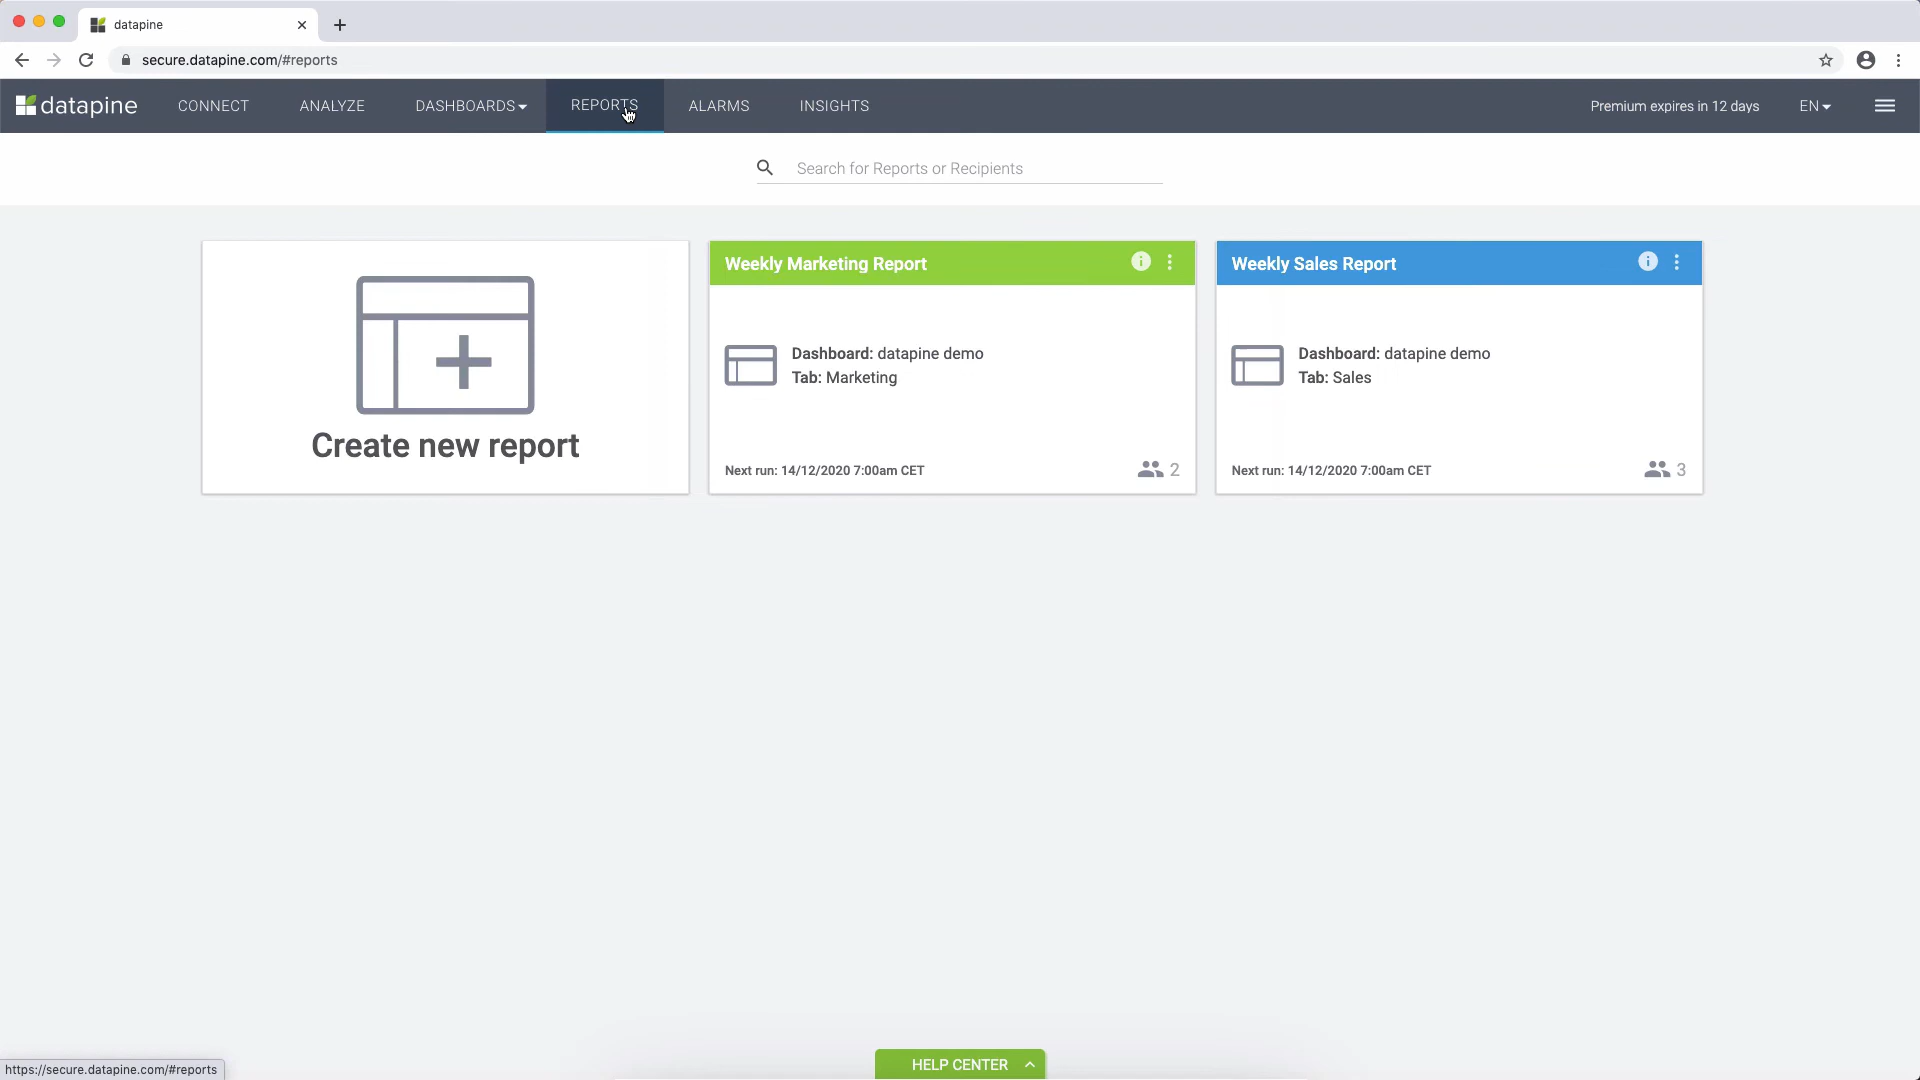 datapine
secure.datapine.com/#reports
datapine CONNECT ANALYZE DASHBOARDS REPORTS ALARMS INSIGHTS Premium expires in 12 days EN
Search for Reports or Recipients
Create new report
Weekly Marketing Report
Dashboard: datapine demo
Tab: Marketing
Next run: 14/12/2020 7:00am CET 2
Weekly Sales Report
Dashboard: datapine demo
Tab: Sales
Next run: 14/12/2020 7:00am CET 3
HELP CENTER
https://secure.datapine.com/#reports